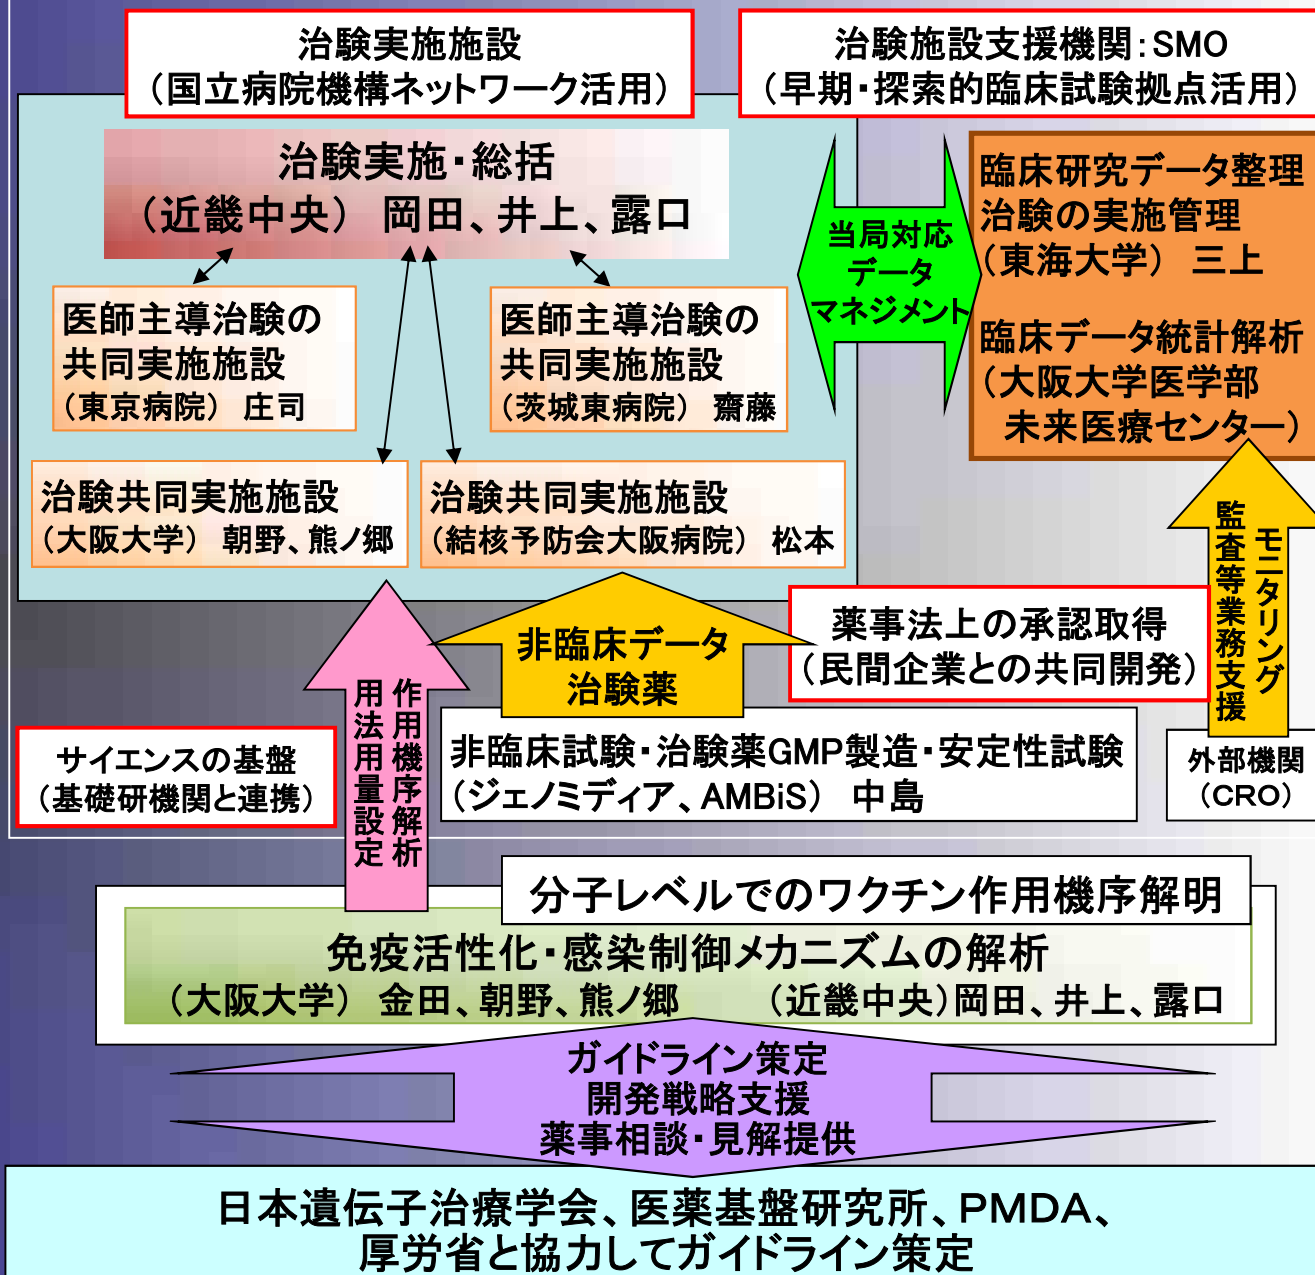 治験実施施設
（国立病院機構ネットワーク活用）
治験施設支援機関：SMO
（早期・探索的臨床試験拠点活用）
治験実施・総括
（近畿中央） 岡田、井上、露口
医師主導治験の
共同実施施設
（東京病院） 庄司
医師主導治験の
共同実施施設
（茨城東病院） 齋藤
治験共同実施施設
（大阪大学） 朝野、熊ノ郷
治験共同実施施設
（結核予防会大阪病院） 松本
当局対応
データ
マネジメント
臨床研究データ整理
治験の実施管理
（東海大学） 三上
臨床データ統計解析
（大阪大学医学部
未来医療センター）
モニタリング
監査等業務支援
外部機関
（CRO）
薬事法上の承認取得
（民間企業との共同開発）
非臨床データ
治験薬
非臨床試験・治験薬GMP製造・安定性試験
（ジェノミディア、AMBiS） 中島
作用機序解析
用法用量設定
サイエンスの基盤
（基礎研機関と連携）
分子レベルでのワクチン作用機序解明
免疫活性化・感染制御メカニズムの解析
（大阪大学） 金田、朝野、熊ノ郷 （近畿中央）岡田、井上、露口
ガイドライン策定
開発戦略支援
薬事相談・見解提供
日本遺伝子治療学会、医薬基盤研究所、PMDA、
厚労省と協力してガイドライン策定